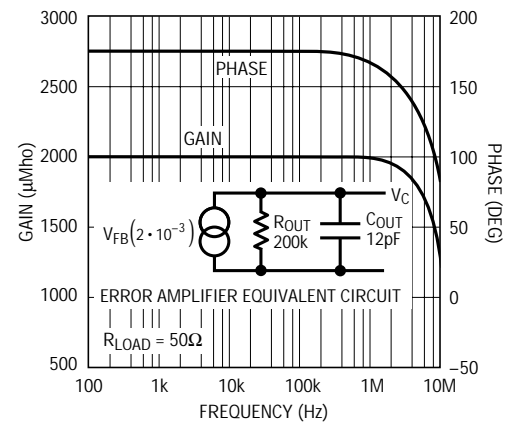 3000
2500
2000
1500
1000
500
GAIN (µMho)
200
150
100
50
0
–50
PHASE (DEG)
PHASE
GAIN
V_FB(2 • 10⁻³)
R_OUT
200k
C_OUT
12pF
V_C
ERROR AMPLIFIER EQUIVALENT CIRCUIT
R_LOAD = 50Ω
100 1k 10k 100k 1M 10M
FREQUENCY (Hz)